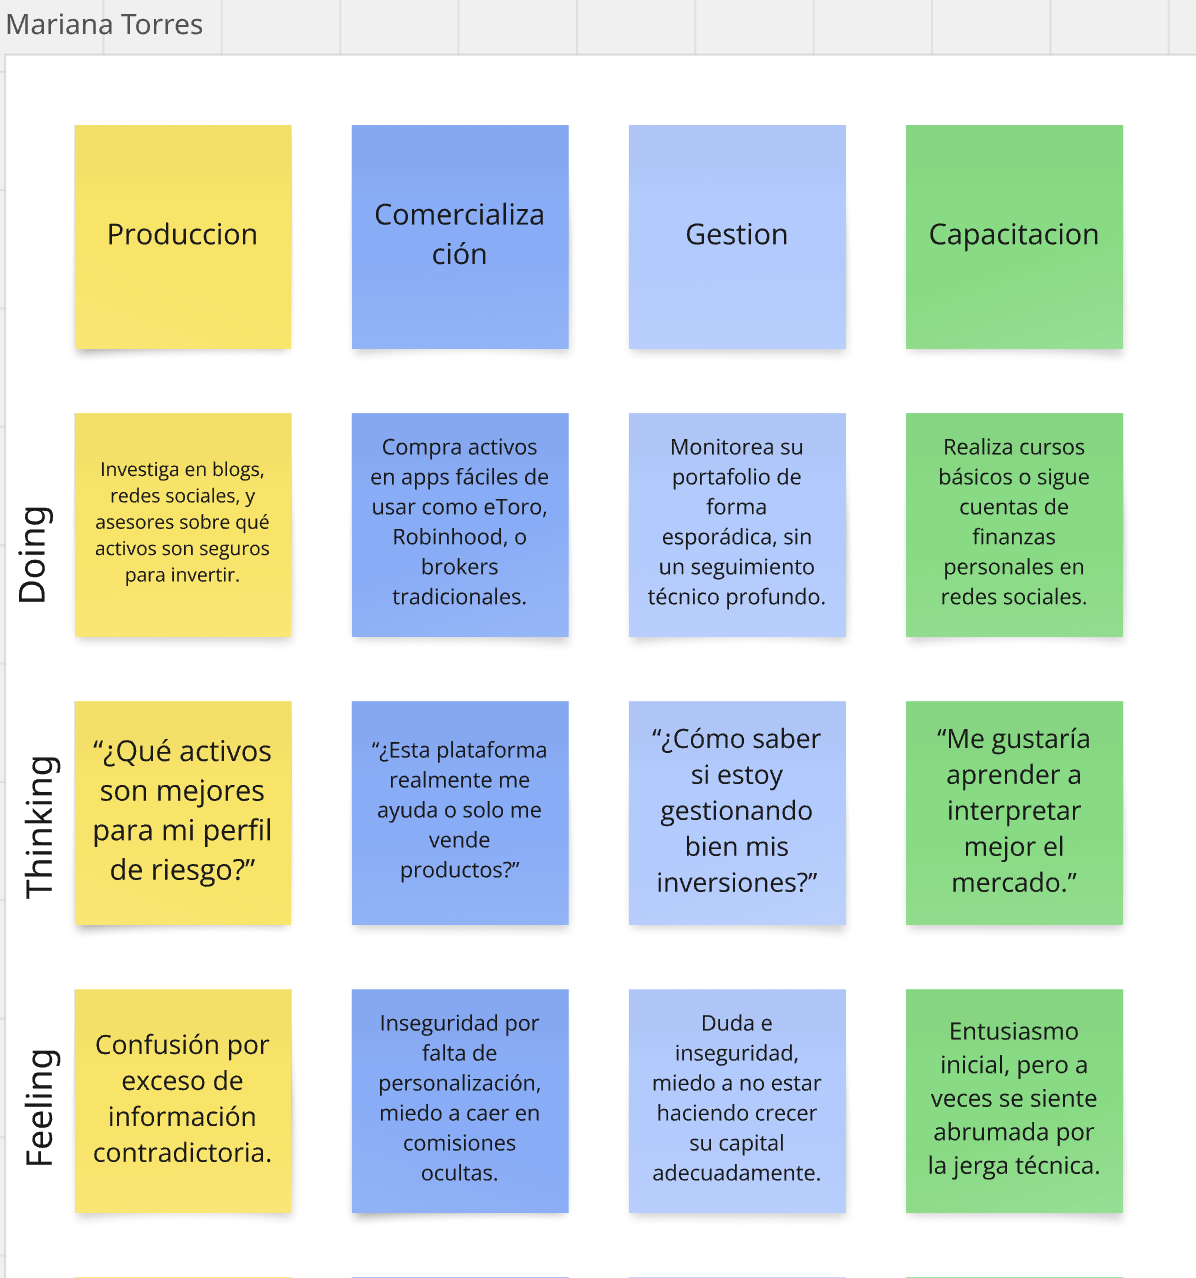 Mariana Torres
Produccion
Comercializa
ción
Gestion
Capacitacion
Doing
Investiga en blogs,
redes sociales, y
asesores sobre qué
activos son seguros
para invertir.
Compra activos
en apps fáciles de
usar como eToro,
Robinhood, o
brokers
tradicionales.
Monitorea su
portafolio de
forma
esporádica, sin
un seguimiento
técnico profundo.
Realiza cursos
básicos o sigue
cuentas de
finanzas
personales en
redes sociales.
Thinking
“¿Qué activos
son mejores
para mi perfil
de riesgo?”
“¿Esta plataforma
realmente me
ayuda o solo me
vende
productos?”
“¿Cómo saber
si estoy
gestionando
bien mis
inversiones?”
“Me gustaría
aprender a
interpretar
mejor el
mercado.”
Feeling
Confusión por
exceso de
información
contradictoria.
Inseguridad por
falta de
personalización,
miedo a caer en
comisiones
ocultas.
Duda e
inseguridad,
miedo a no estar
haciendo crecer
su capital
adecuadamente.
Entusiasmo
inicial, pero a
veces se siente
abrumada por
la jerga técnica.